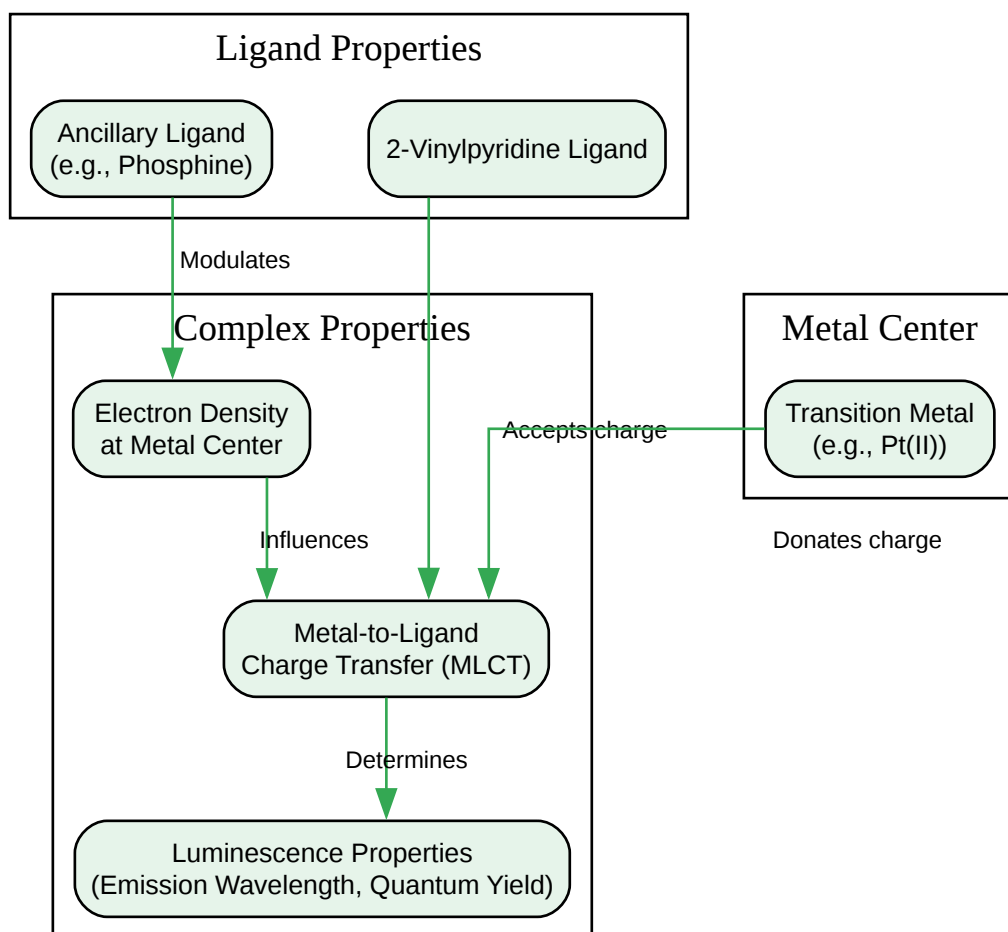 Ligand Properties
Ancillary Ligand
(e.g., Phosphine)
2-Vinylpyridine Ligand
Modulates
Complex Properties
Metal Center
Electron Density
at Metal Center
Accepts charge
Transition Metal
(e.g., Pt(II))
Influences
Donates charge
Metal-to-Ligand
Charge Transfer (MLCT)
Determines
Luminescence Properties
(Emission Wavelength, Quantum Yield)